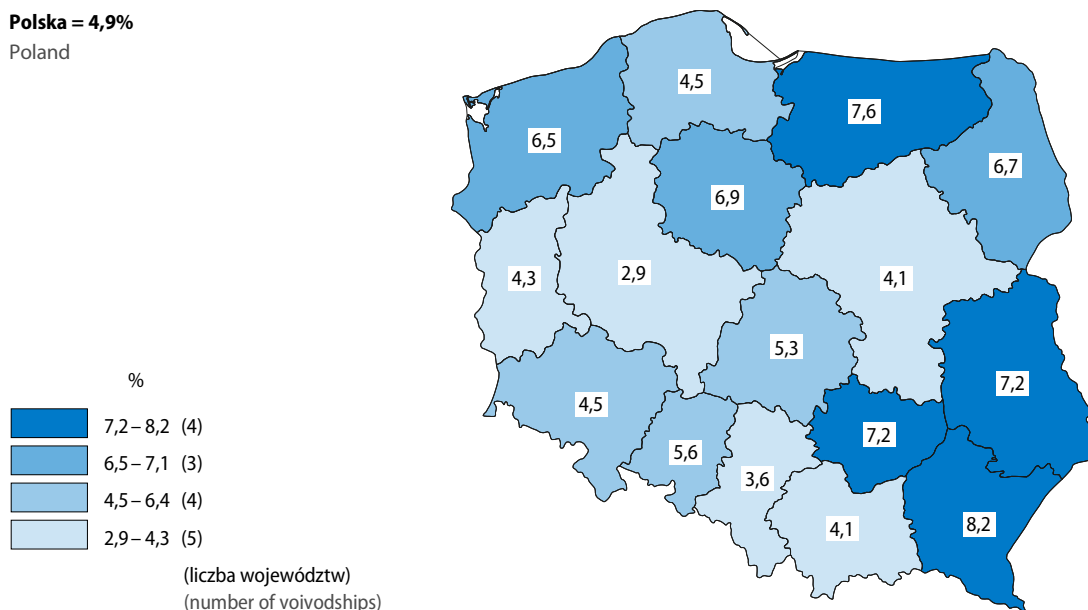 Polska = 4,9%
Poland
4,5
7,6
6,5
6,7
6,9
4,3
2,9
4,1
5,3
7,2
4,5
7,2
5,6
3,6
4,1
8,2
%
7,2 – 8,2 (4)
6,5 – 7,1 (3)
4,5 – 6,4 (4)
2,9 – 4,3 (5)
(liczba województw)
(number of voivodships)